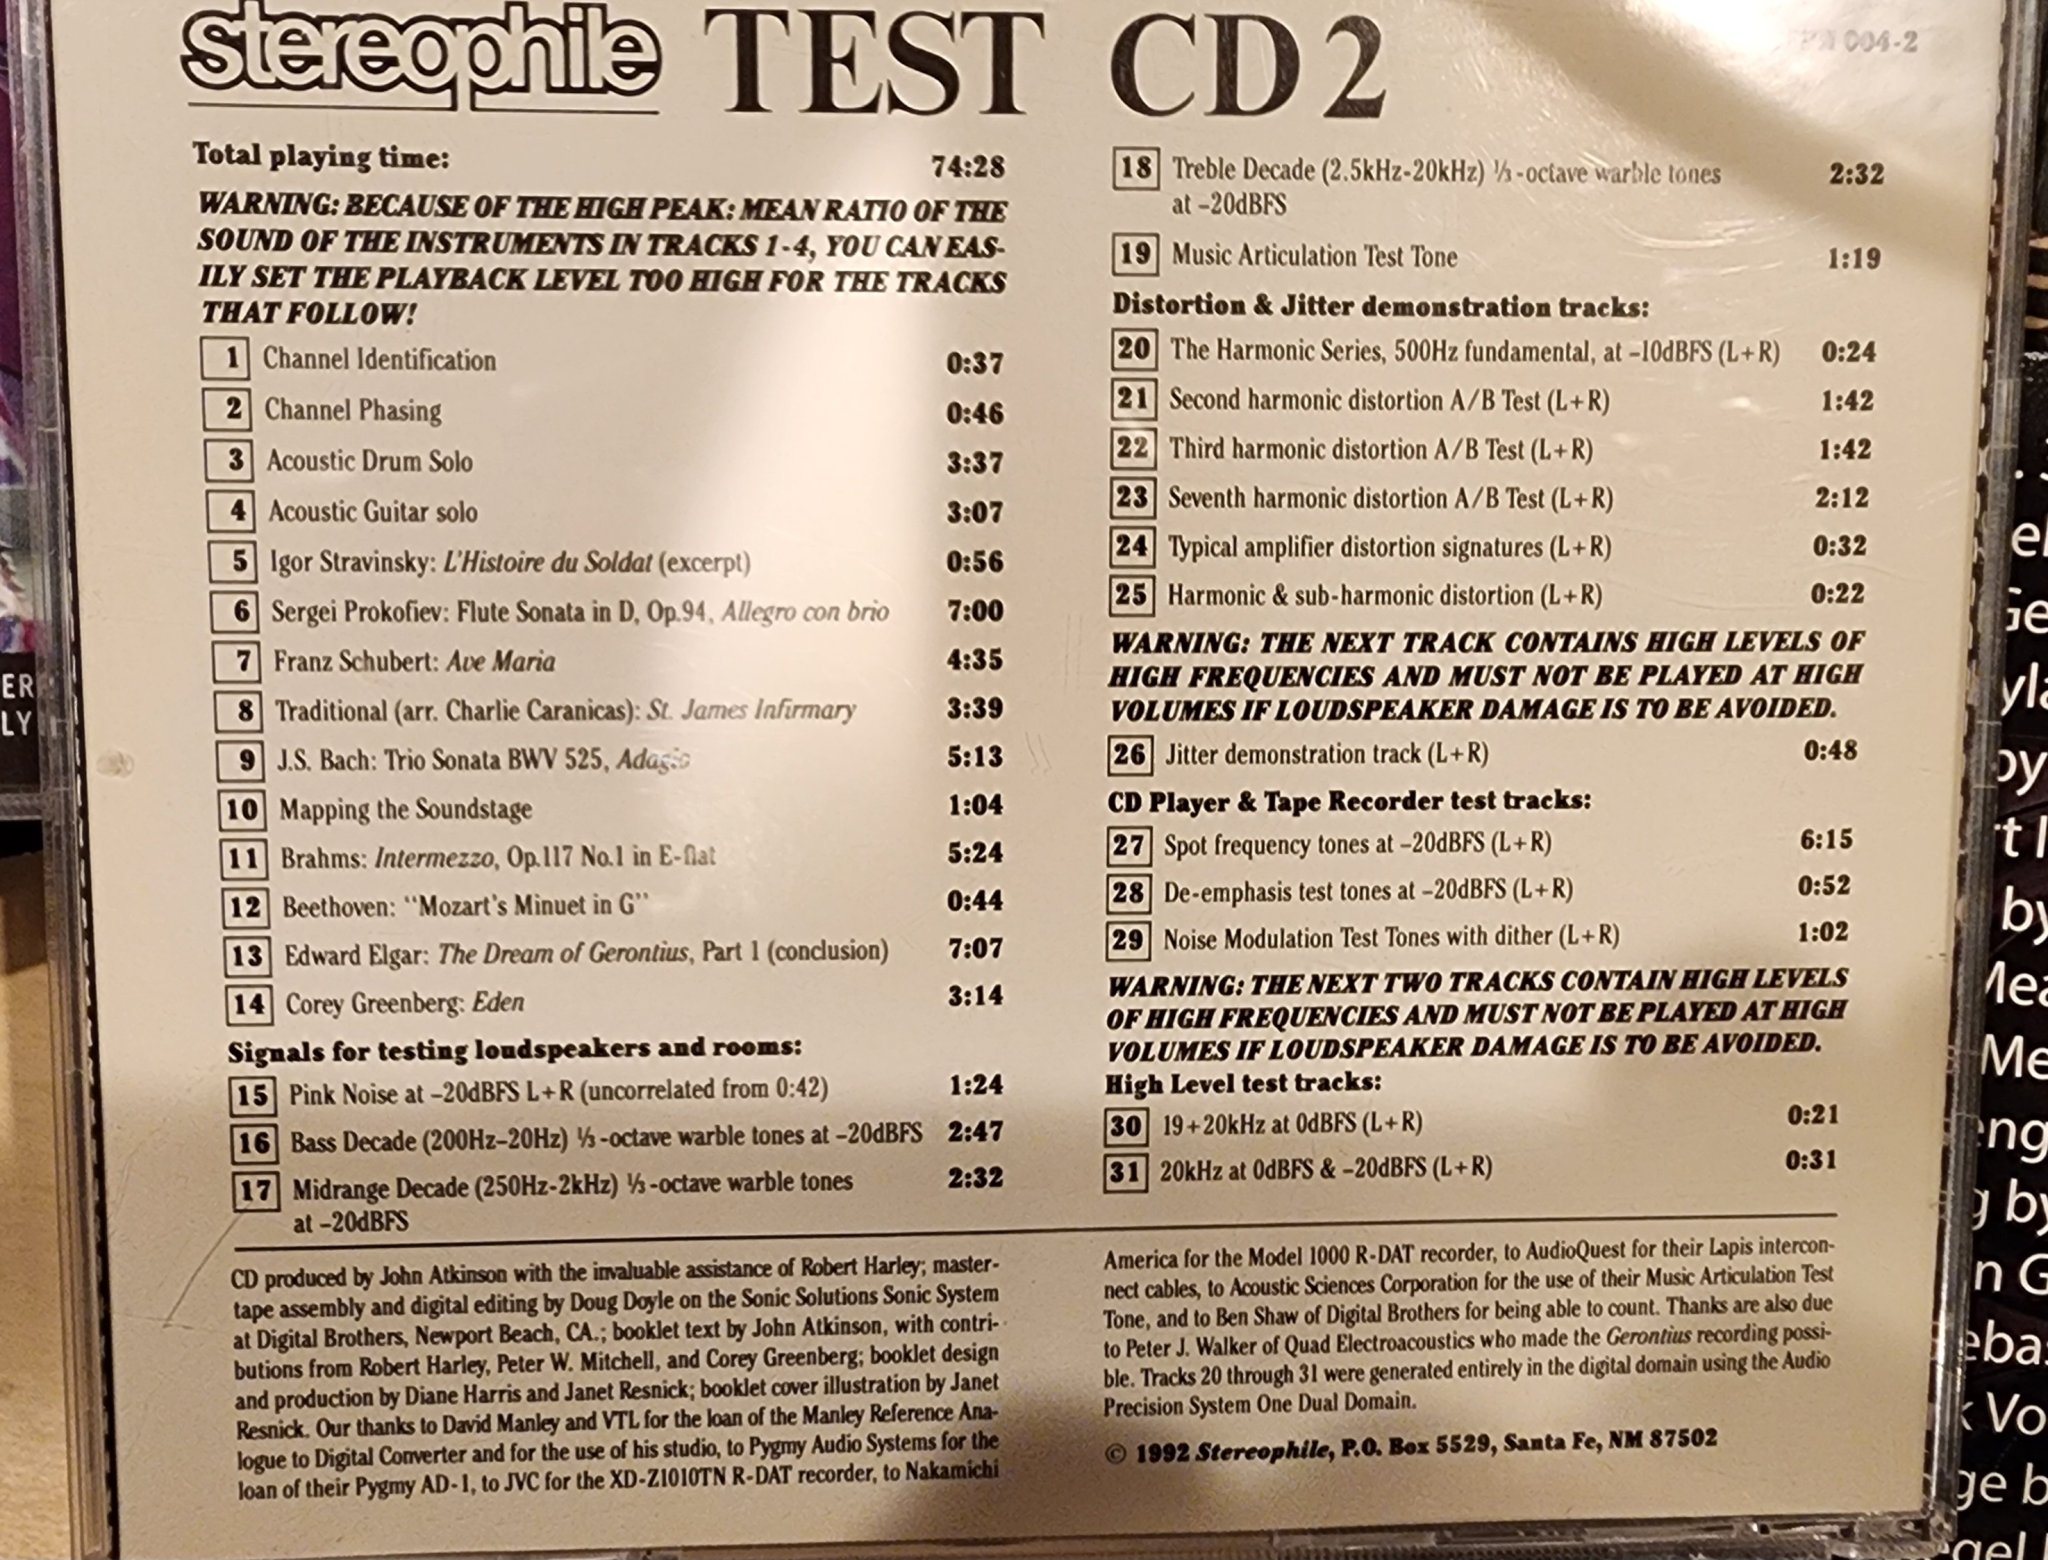 stereophile TEST CD 2
004-2
Total playing time: 74:28
WARNING: BECAUSE OF THE HIGH PEAK: MEAN RATIO OF THE
SOUND OF THE INSTRUMENTS IN TRACKS 1-4, YOU CAN EAS-
ILY SET THE PLAYBACK LEVEL TOO HIGH FOR THE TRACKS
THAT FOLLOW!
1 Channel Identification 0:37
2 Channel Phasing 0:46
3 Acoustic Drum Solo 3:37
4 Acoustic Guitar solo 3:07
5 Igor Stravinsky: L'Histoire du Soldat (excerpt) 0:56
6 Sergei Prokofiev: Flute Sonata in D, Op.94, Allegro con brio 7:00
7 Franz Schubert: Ave Maria 4:35
8 Traditional (arr. Charlie Caranicas): St. James Infirmary 3:39
9 J.S. Bach: Trio Sonata BWV 525, Adagio 5:13
10 Mapping the Soundstage 1:04
11 Brahms: Intermezzo, Op.117 No.1 in E-flat 5:24
12 Beethoven: "Mozart's Minuet in G" 0:44
13 Edward Elgar: The Dream of Gerontius, Part 1 (conclusion) 7:07
14 Corey Greenberg: Eden 3:14
Signals for testing loudspeakers and rooms:
15 Pink Noise at –20dBFS L+R (uncorrelated from 0:42) 1:24
16 Bass Decade (200Hz–20Hz) ⅓-octave warble tones at –20dBFS 2:47
17 Midrange Decade (250Hz-2kHz) ⅓-octave warble tones 2:32
at –20dBFS
18 Treble Decade (2.5kHz-20kHz) ⅓-octave warble tones 2:32
at –20dBFS
19 Music Articulation Test Tone 1:19
Distortion & Jitter demonstration tracks:
20 The Harmonic Series, 500Hz fundamental, at –10dBFS (L+R) 0:24
21 Second harmonic distortion A/B Test (L+R) 1:42
22 Third harmonic distortion A/B Test (L+R) 1:42
23 Seventh harmonic distortion A/B Test (L+R) 2:12
24 Typical amplifier distortion signatures (L+R) 0:32
25 Harmonic & sub-harmonic distortion (L+R) 0:22
WARNING: THE NEXT TRACK CONTAINS HIGH LEVELS OF
HIGH FREQUENCIES AND MUST NOT BE PLAYED AT HIGH
VOLUMES IF LOUDSPEAKER DAMAGE IS TO BE AVOIDED.
26 Jitter demonstration track (L+R) 0:48
CD Player & Tape Recorder test tracks:
27 Spot frequency tones at –20dBFS (L+R) 6:15
28 De-emphasis test tones at –20dBFS (L+R) 0:52
29 Noise Modulation Test Tones with dither (L+R) 1:02
WARNING: THE NEXT TWO TRACKS CONTAIN HIGH LEVELS
OF HIGH FREQUENCIES AND MUST NOT BE PLAYED AT HIGH
VOLUMES IF LOUDSPEAKER DAMAGE IS TO BE AVOIDED.
High Level test tracks:
30 19+20kHz at 0dBFS (L+R) 0:21
31 20kHz at 0dBFS & –20dBFS (L+R) 0:31
CD produced by John Atkinson with the invaluable assistance of Robert Harley; master-
tape assembly and digital editing by Doug Doyle on the Sonic Solutions Sonic System
at Digital Brothers, Newport Beach, CA.; booklet text by John Atkinson, with contri-
butions from Robert Harley, Peter W. Mitchell, and Corey Greenberg; booklet design
and production by Diane Harris and Janet Resnick; booklet cover illustration by Janet
Resnick. Our thanks to David Manley and VTL for the loan of the Manley Reference Ana-
logue to Digital Converter and for the use of his studio, to Pygmy Audio Systems for the
loan of their Pygmy AD-1, to JVC for the XD-Z1010TN R-DAT recorder, to Nakamichi
America for the Model 1000 R-DAT recorder, to AudioQuest for their Lapis intercon-
nect cables, to Acoustic Sciences Corporation for the use of their Music Articulation Test
Tone, and to Ben Shaw of Digital Brothers for being able to count. Thanks are also due
to Peter J. Walker of Quad Electroacoustics who made the Gerontius recording possi-
ble. Tracks 20 through 31 were generated entirely in the digital domain using the Audio
Precision System One Dual Domain.
© 1992 Stereophile, P.O. Box 5529, Santa Fe, NM 87502